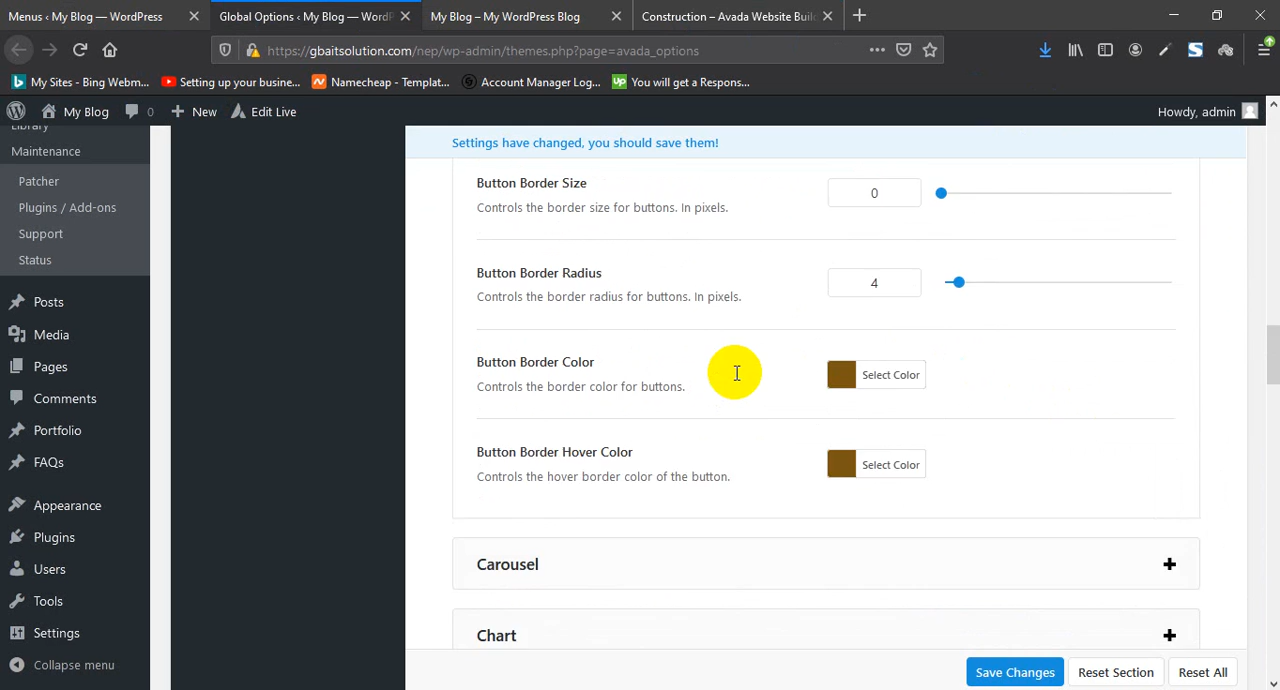 Menus ‹ My Blog — WordPress
Global Options ‹ My Blog — WordP
My Blog – My WordPress Blog
Construction – Avada Website Buil
https://gbaitsolution.com/nep/wp-admin/themes.php?page=avada_options
My Sites - Bing Webm...
Setting up your busine...
Namecheap - Templat...
Account Manager Log...
You will get a Respons...
My Blog
0
New
Edit Live
Howdy, admin
Library
Maintenance
Patcher
Plugins / Add-ons
Support
Status
Posts
Media
Pages
Comments
Portfolio
FAQs
Appearance
Plugins
Users
Tools
Settings
Collapse menu
Settings have changed, you should save them!
Button Border Size
Controls the border size for buttons. In pixels.
0
Button Border Radius
Controls the border radius for buttons. In pixels.
4
Button Border Color
Controls the border color for buttons.
Select Color
Button Border Hover Color
Controls the hover border color of the button.
Select Color
Carousel
Chart
Save Changes
Reset Section
Reset All